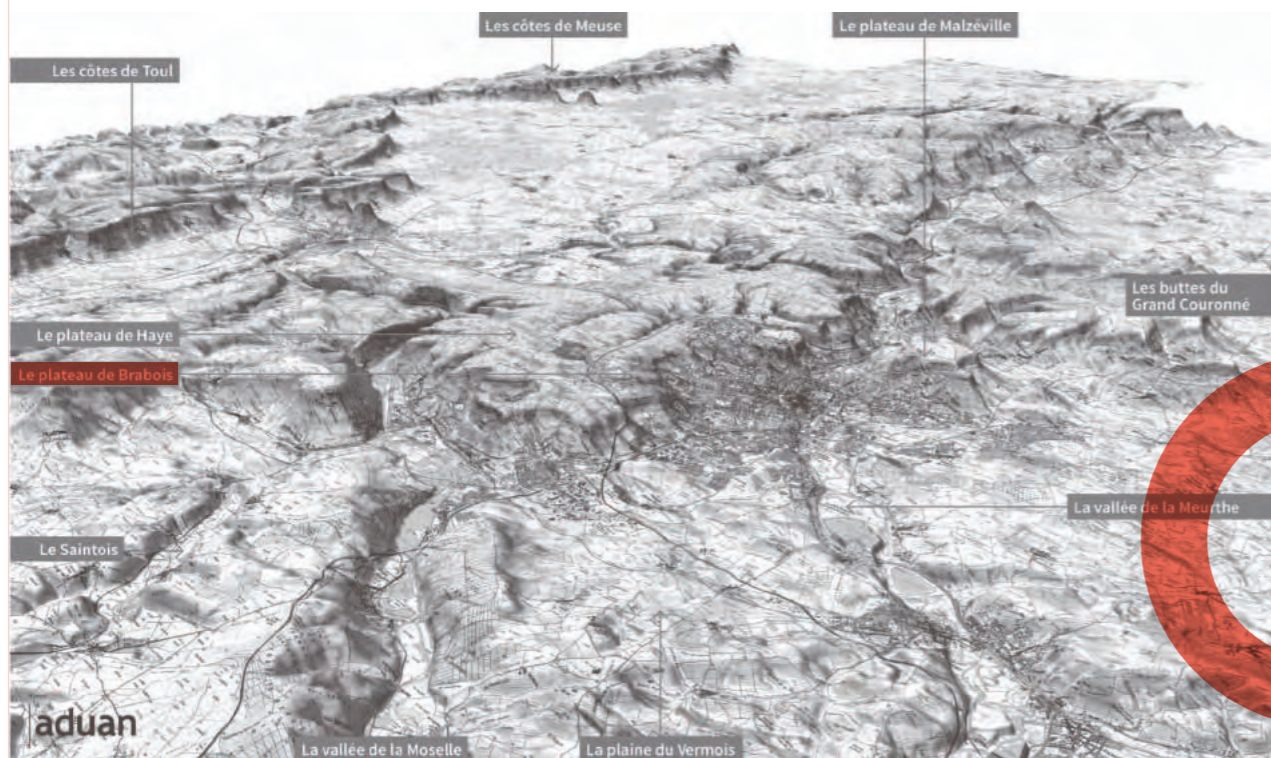 Les côtes de Meuse
Le plateau de Malzéville
Les côtes de Toul
Les buttes du
Grand Couronné
Le plateau de Haye
Le plateau de Brabois
La vallée de la Meurthe
Le Saintois
aduan
La vallée de la Moselle
La plaine du Vermois